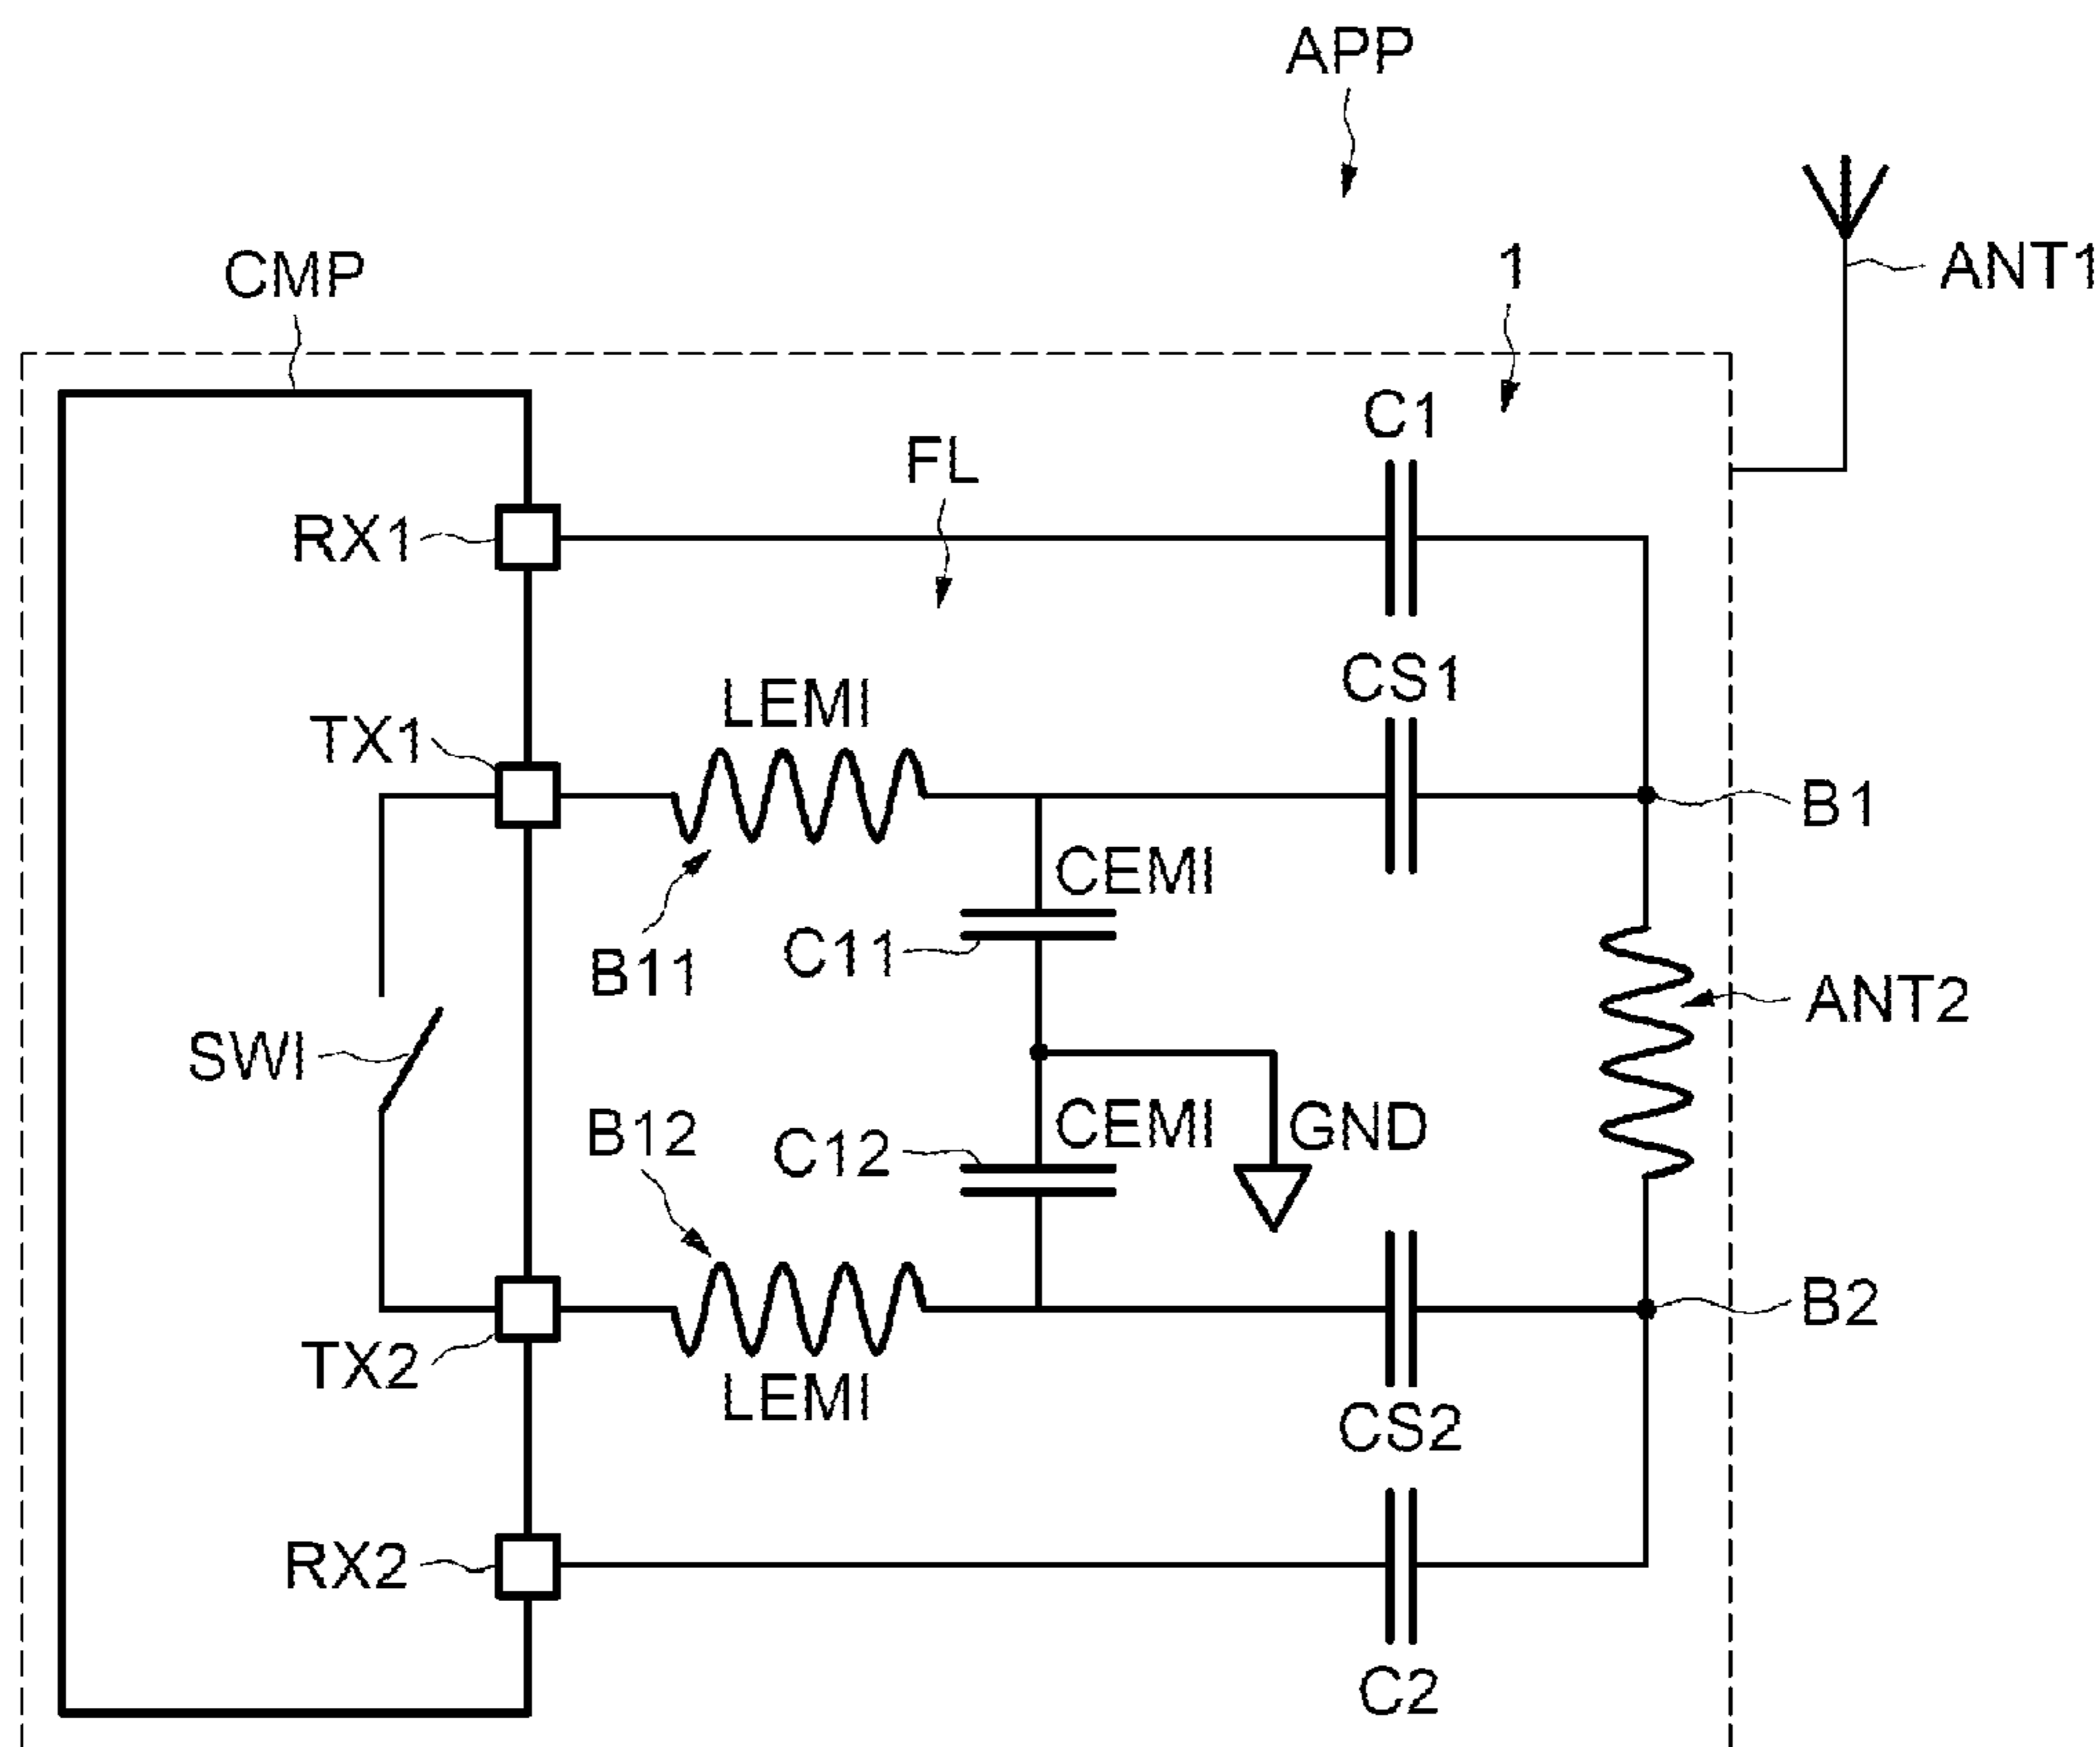 APP
ANT1
CMP
1
C1
FL
RX1
CS1
LEMI
TX1
B1
CEMI
C11
B11
ANT2
SWI
CEMI
GND
B12
C12
B2
TX2
LEMI
CS2
RX2
C2